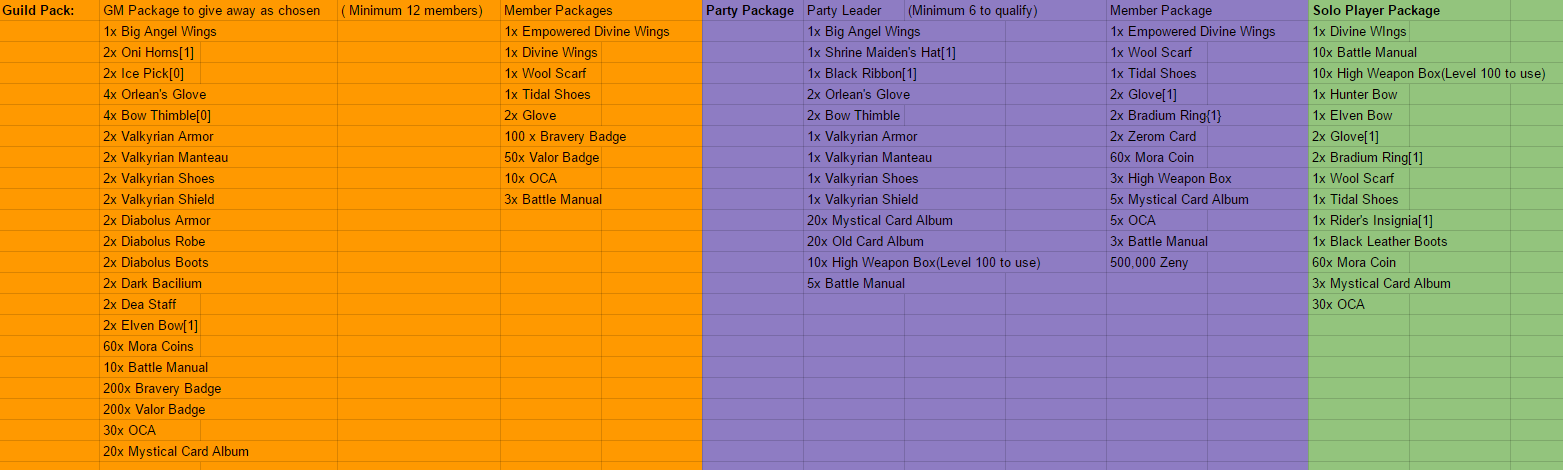 Guild Pack:
GM Package to give away as chosen
( Minimum 12 members)
1x Big Angel Wings
2x Oni Horns[1]
2x Ice Pick[0]
4x Orlean's Glove
4x Bow Thimble[0]
2x Valkyrian Armor
2x Valkyrian Manteau
2x Valkyrian Shoes
2x Valkyrian Shield
2x Diabolus Armor
2x Diabolus Robe
2x Diabolus Boots
2x Dark Bacilium
2x Dea Staff
2x Elven Bow[1]
60x Mora Coins
10x Battle Manual
200x Bravery Badge
200x Valor Badge
30x OCA
20x Mystical Card Album
Member Packages
1x Empowered Divine Wings
1x Divine Wings
1x Wool Scarf
1x Tidal Shoes
2x Glove
100 x Bravery Badge
50x Valor Badge
10x OCA
3x Battle Manual
Party Package
Party Leader
(Minimum 6 to qualify)
1x Big Angel Wings
1x Shrine Maiden's Hat[1]
1x Black Ribbon[1]
2x Orlean's Glove
2x Bow Thimble
1x Valkyrian Armor
1x Valkyrian Manteau
1x Valkyrian Shoes
1x Valkyrian Shield
20x Mystical Card Album
20x Old Card Album
10x High Weapon Box(Level 100 to use)
5x Battle Manual
Member Package
1x Empowered Divine Wings
1x Wool Scarf
1x Tidal Shoes
2x Glove[1]
2x Bradium Ring{1}
2x Zerom Card
60x Mora Coin
3x High Weapon Box
5x Mystical Card Album
5x OCA
3x Battle Manual
500,000 Zeny
Solo Player Package
1x Divine WIngs
10x Battle Manual
10x High Weapon Box(Level 100 to use)
1x Hunter Bow
1x Elven Bow
2x Glove[1]
2x Bradium Ring[1]
1x Wool Scarf
1x Tidal Shoes
1x Rider's Insignia[1]
1x Black Leather Boots
60x Mora Coin
3x Mystical Card Album
30x OCA